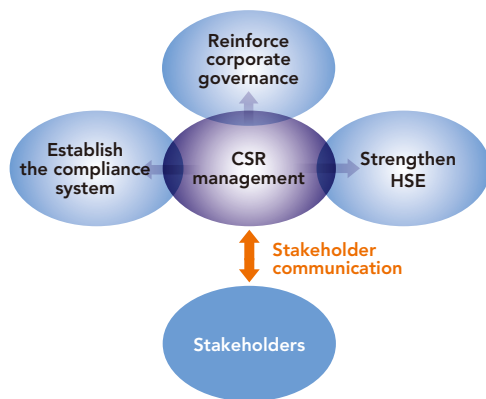 Reinforce
corporate
governance
Establish
the compliance
system
CSR
management
Strengthen
HSE
Stakeholder
communication
Stakeholders